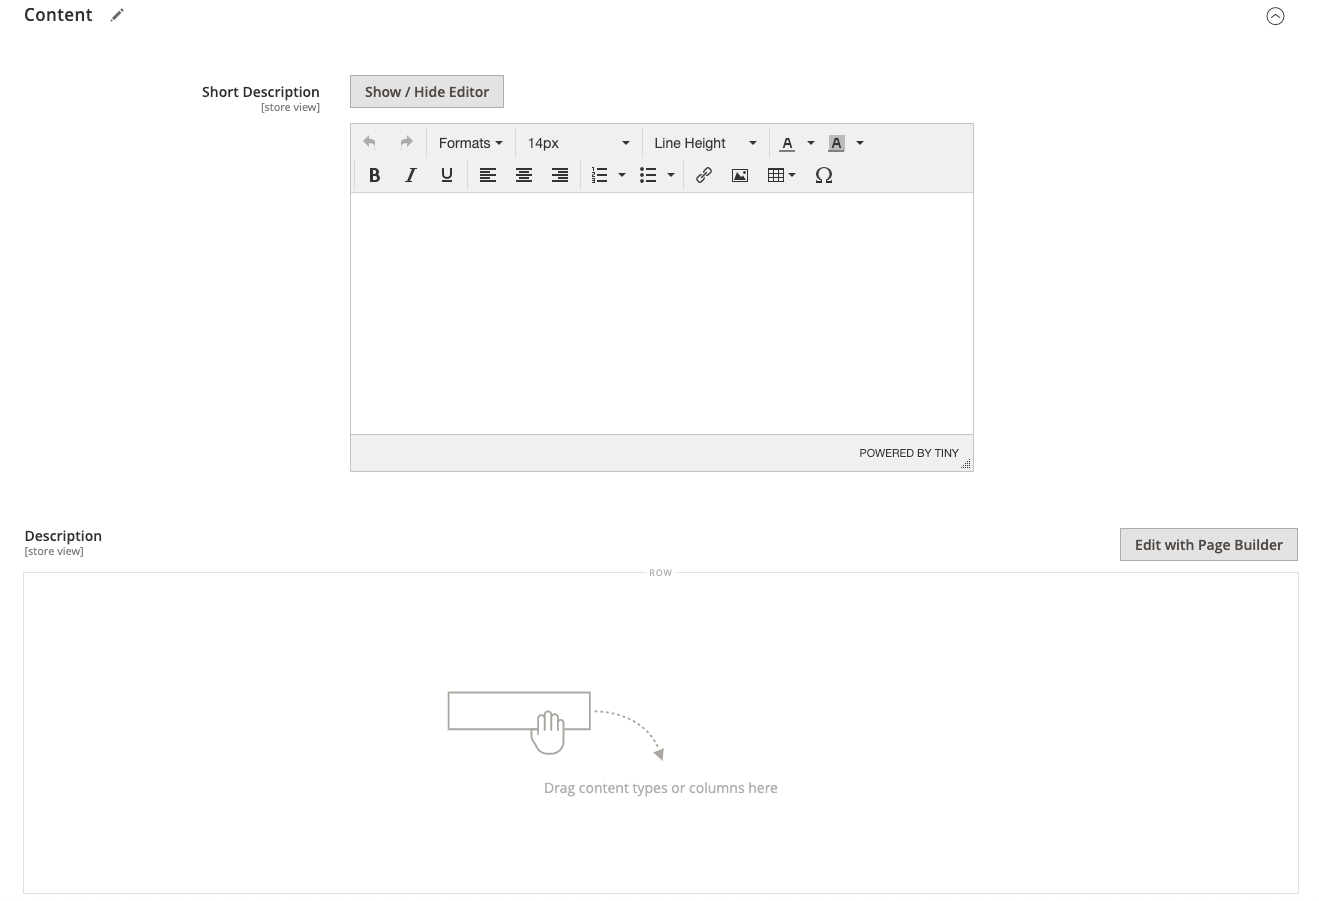 Content
Short Description
[store view]
Show / Hide Editor
Formats 14px Line Height A A
B I U Ω
POWERED BY TINY
Description
[store view]
Edit with Page Builder
ROW
Drag content types or columns here